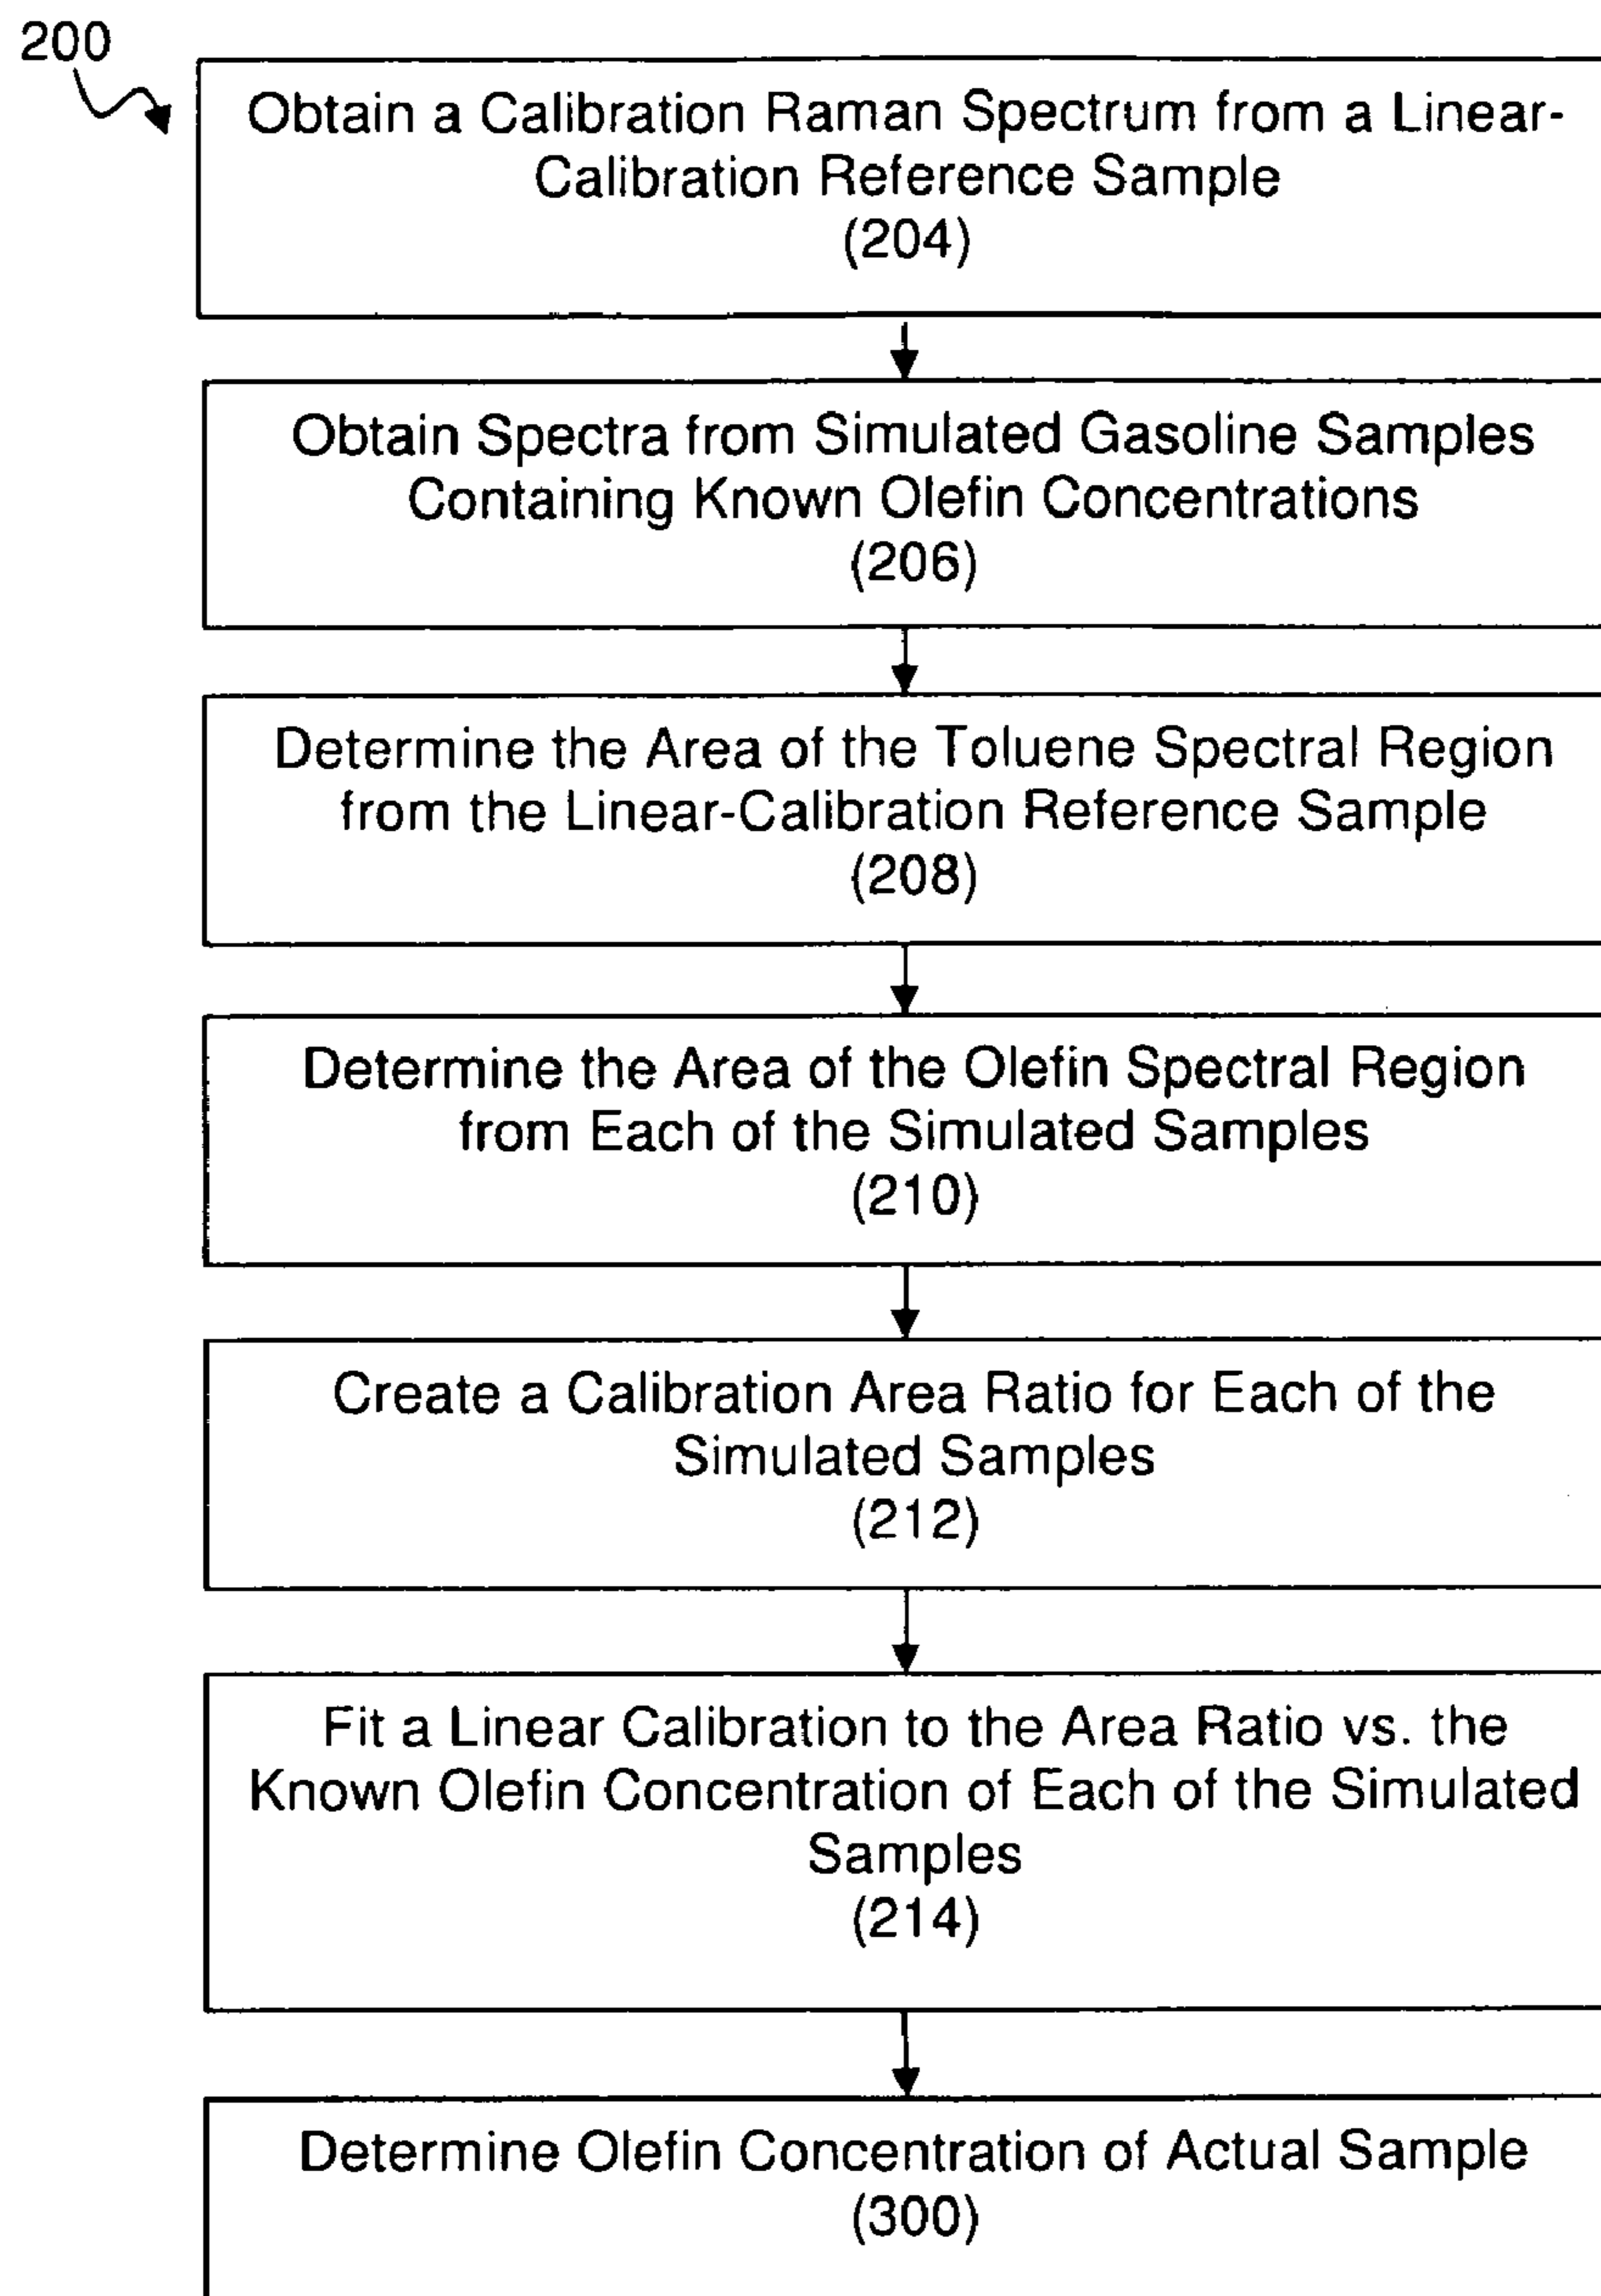 200
Obtain a Calibration Raman Spectrum from a Linear-
Calibration Reference Sample
(204)
Obtain Spectra from Simulated Gasoline Samples
Containing Known Olefin Concentrations
(206)
Determine the Area of the Toluene Spectral Region
from the Linear-Calibration Reference Sample
(208)
Determine the Area of the Olefin Spectral Region
from Each of the Simulated Samples
(210)
Create a Calibration Area Ratio for Each of the
Simulated Samples
(212)
Fit a Linear Calibration to the Area Ratio vs. the
Known Olefin Concentration of Each of the Simulated
Samples
(214)
Determine Olefin Concentration of Actual Sample
(300)